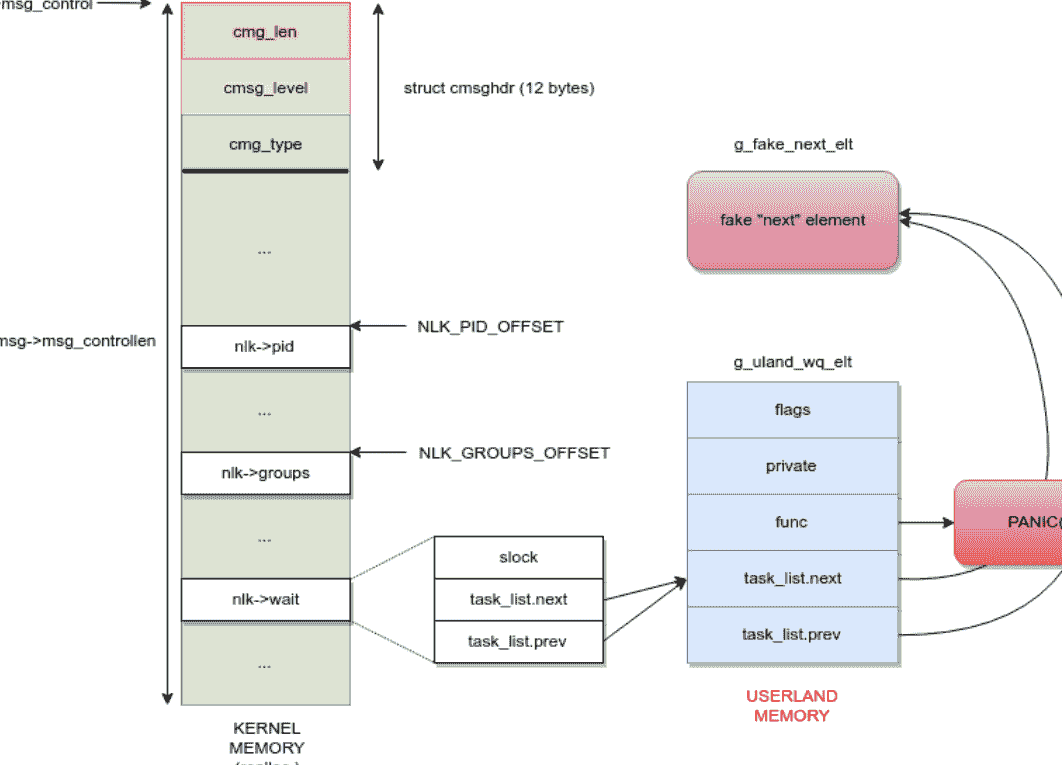 msg_control
cmg_len
cmsg_level
struct cmsghdr (12 bytes)
cmg_type
g_fake_next_elt
...
fake "next" element
NLK_PID_OFFSET
msg->msg_controllen
nlk->pid
g_uland_wq_elt
...
flags
NLK_GROUPS_OFFSET
nlk->groups
private
...
func
PANIC(
slock
nlk->wait
task_list.next
task_list.next
task_list.prev
task_list.prev
...
USERLAND
MEMORY
KERNEL
MEMORY